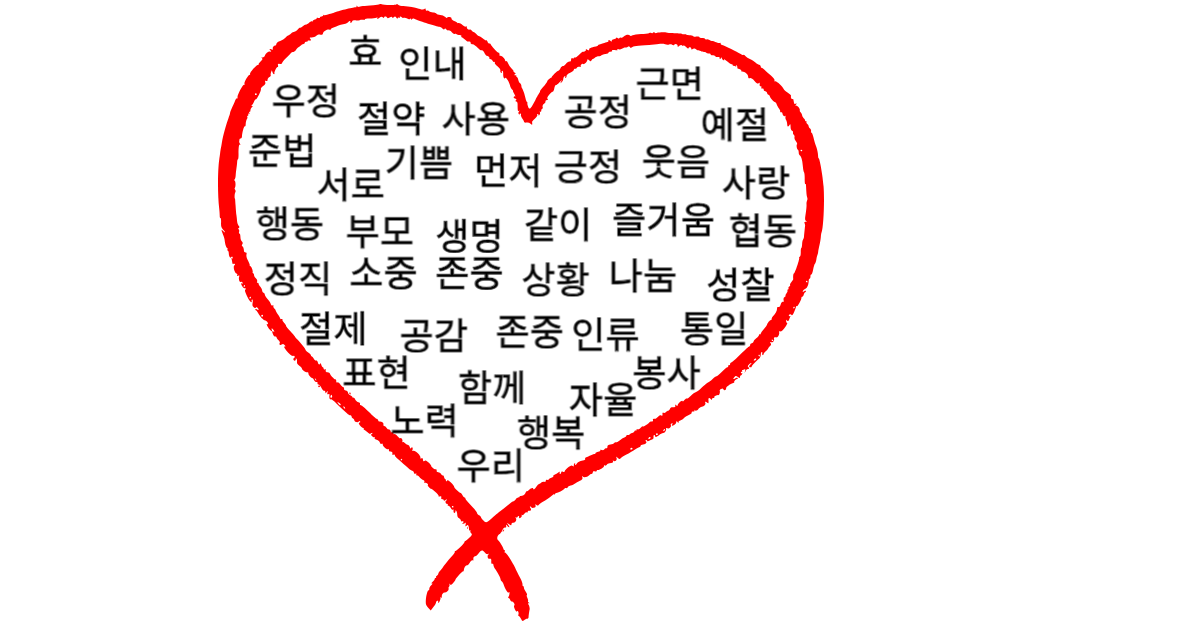 효 인내
근면
우정 절약 사용 공정 예절
준법 기쁨 먼저 긍정 웃음
서로 사랑
행동 부모 생명 같이 즐거움 협동
정직 소중 존중 상황 나눔 성찰
절제 공감 존중 인류 통일
표현 함께 자율 봉사
노력 행복
우리